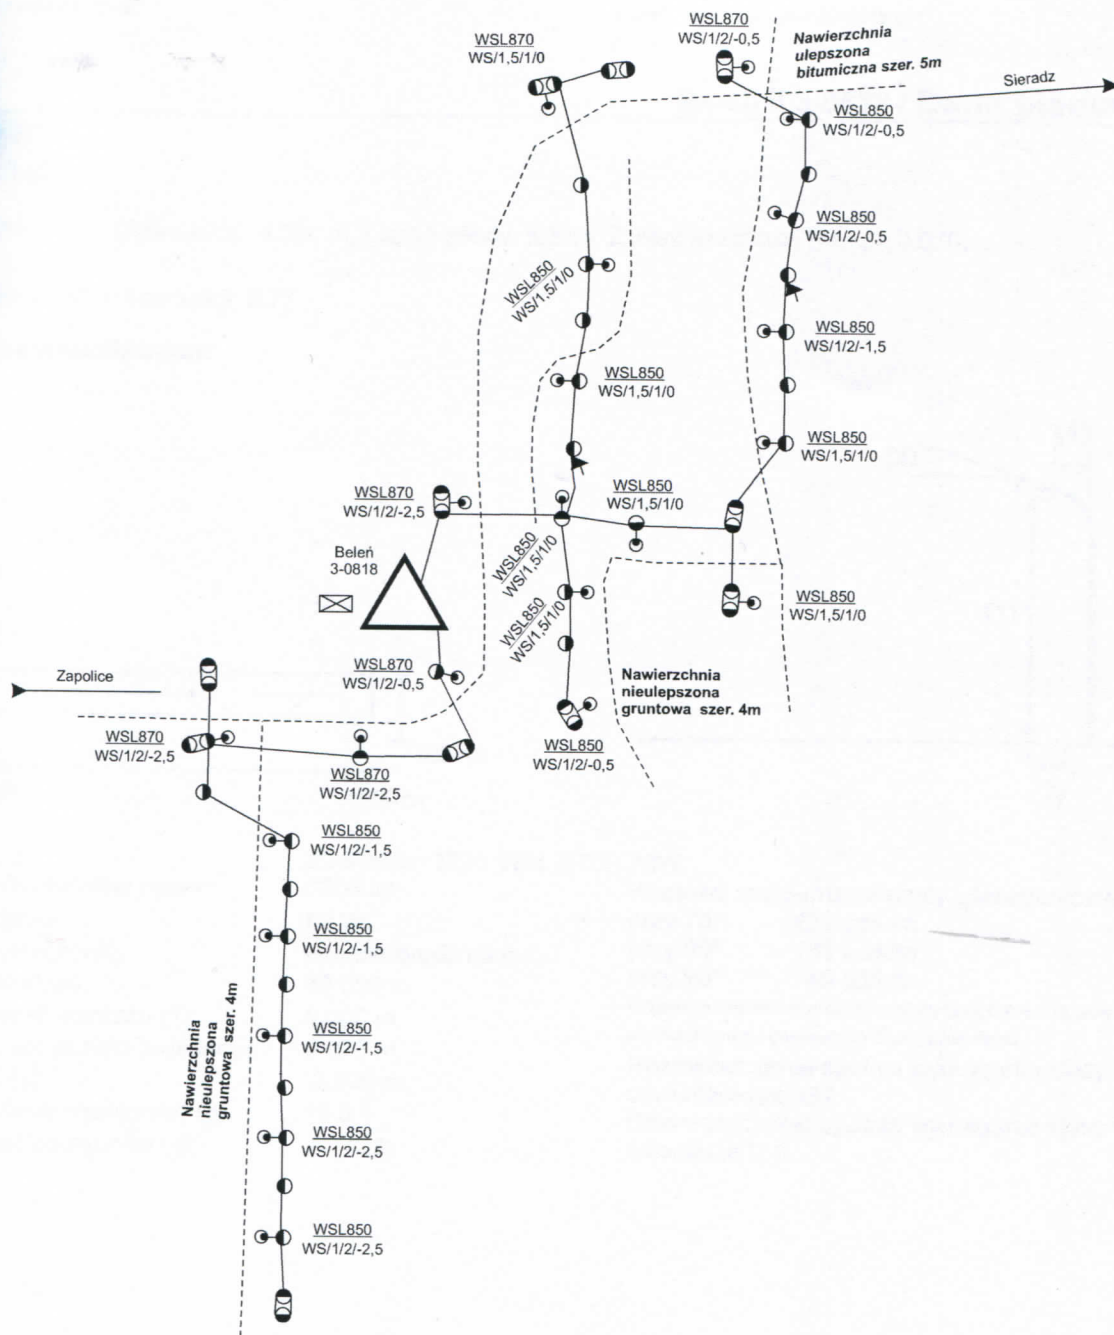 WSL870
WS/1/2/-0,5
WSL870
WS/1,5/1/0
Nawierzchnia
ulepszona
bitumiczna szer. 5m
Sieradz
WSL850
WS/1/2/-0,5
WSL850
WS/1/2/-0,5
WSL850
WS/1,5/1/0
WSL850
WS/1/2/-1,5
WSL850
WS/1,5/1/0
WSL850
WS/1,5/1/0
WSL870
WS/1/2/-2,5
WSL850
WS/1,5/1/0
Beleń
3-0818
WSL850
WS/1,5/1/0
WSL850
WS/1,5/1/0
WSL850
WS/1,5/1/0
Zapolice
WSL870
WS/1/2/-0,5
Nawierzchnia
nieulepszona
gruntowa szer. 4m
WSL870
WS/1/2/-2,5
WSL850
WS/1/2/-0,5
WSL870
WS/1/2/-2,5
WSL850
WS/1/2/-1,5
WSL850
WS/1/2/-1,5
Nawierzchnia
nieulepszona
gruntowa szer. 4m
WSL850
WS/1/2/-1,5
WSL850
WS/1/2/-2,5
WSL850
WS/1/2/-2,5